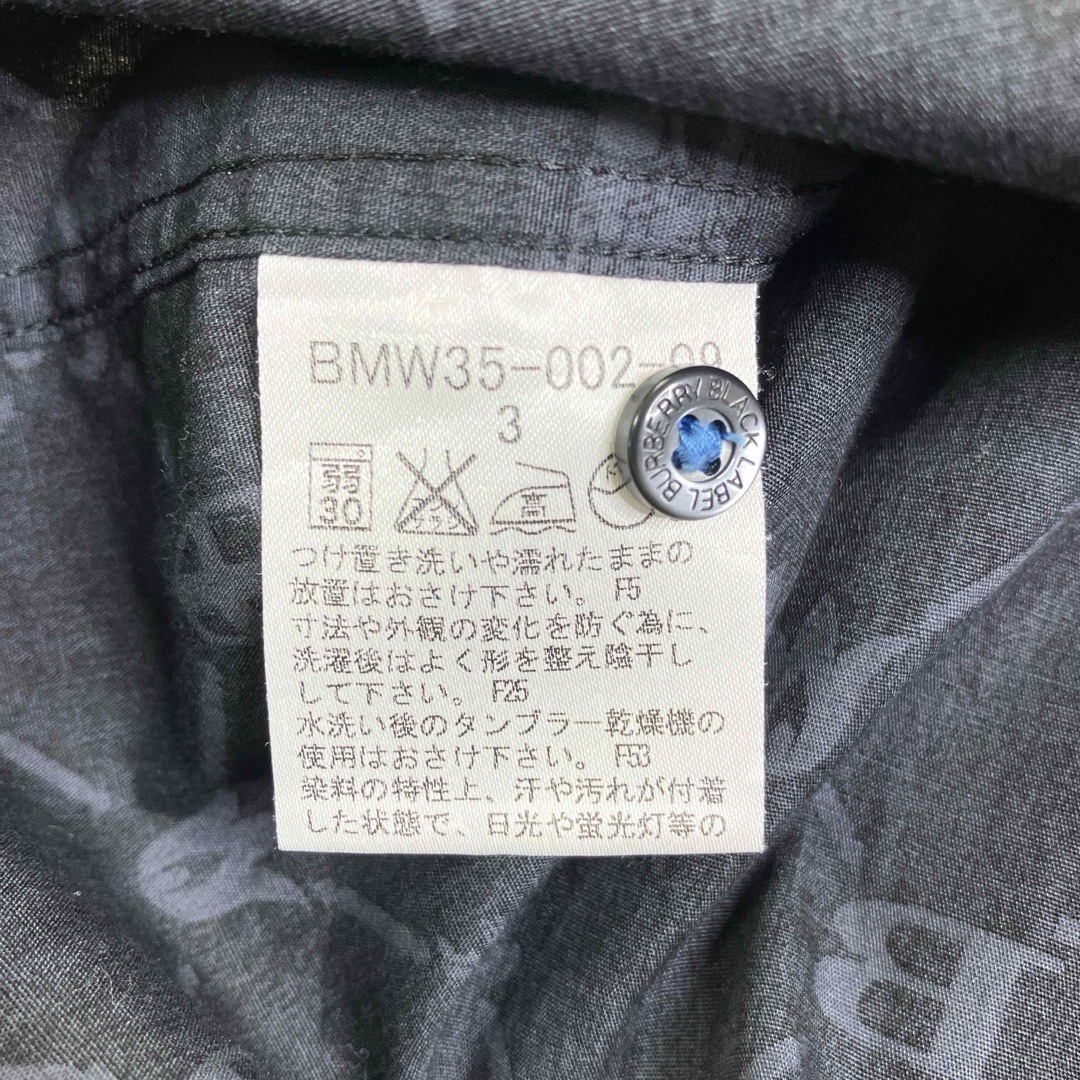 BMW35-002-09
3
BURBERRY BLACK LABEL
弱
30
高
つけ置き洗いや濡れたままの
放置はおさけ下さい。 F5
寸法や外観の変化を防ぐ為に、
洗濯後はよく形を整え陰干し
して下さい。 F25
水洗い後のタンブラー乾燥機の
使用はおさけ下さい。 F53
染料の特性上、汗や汚れが付着
した状態で、日光や蛍光灯等の